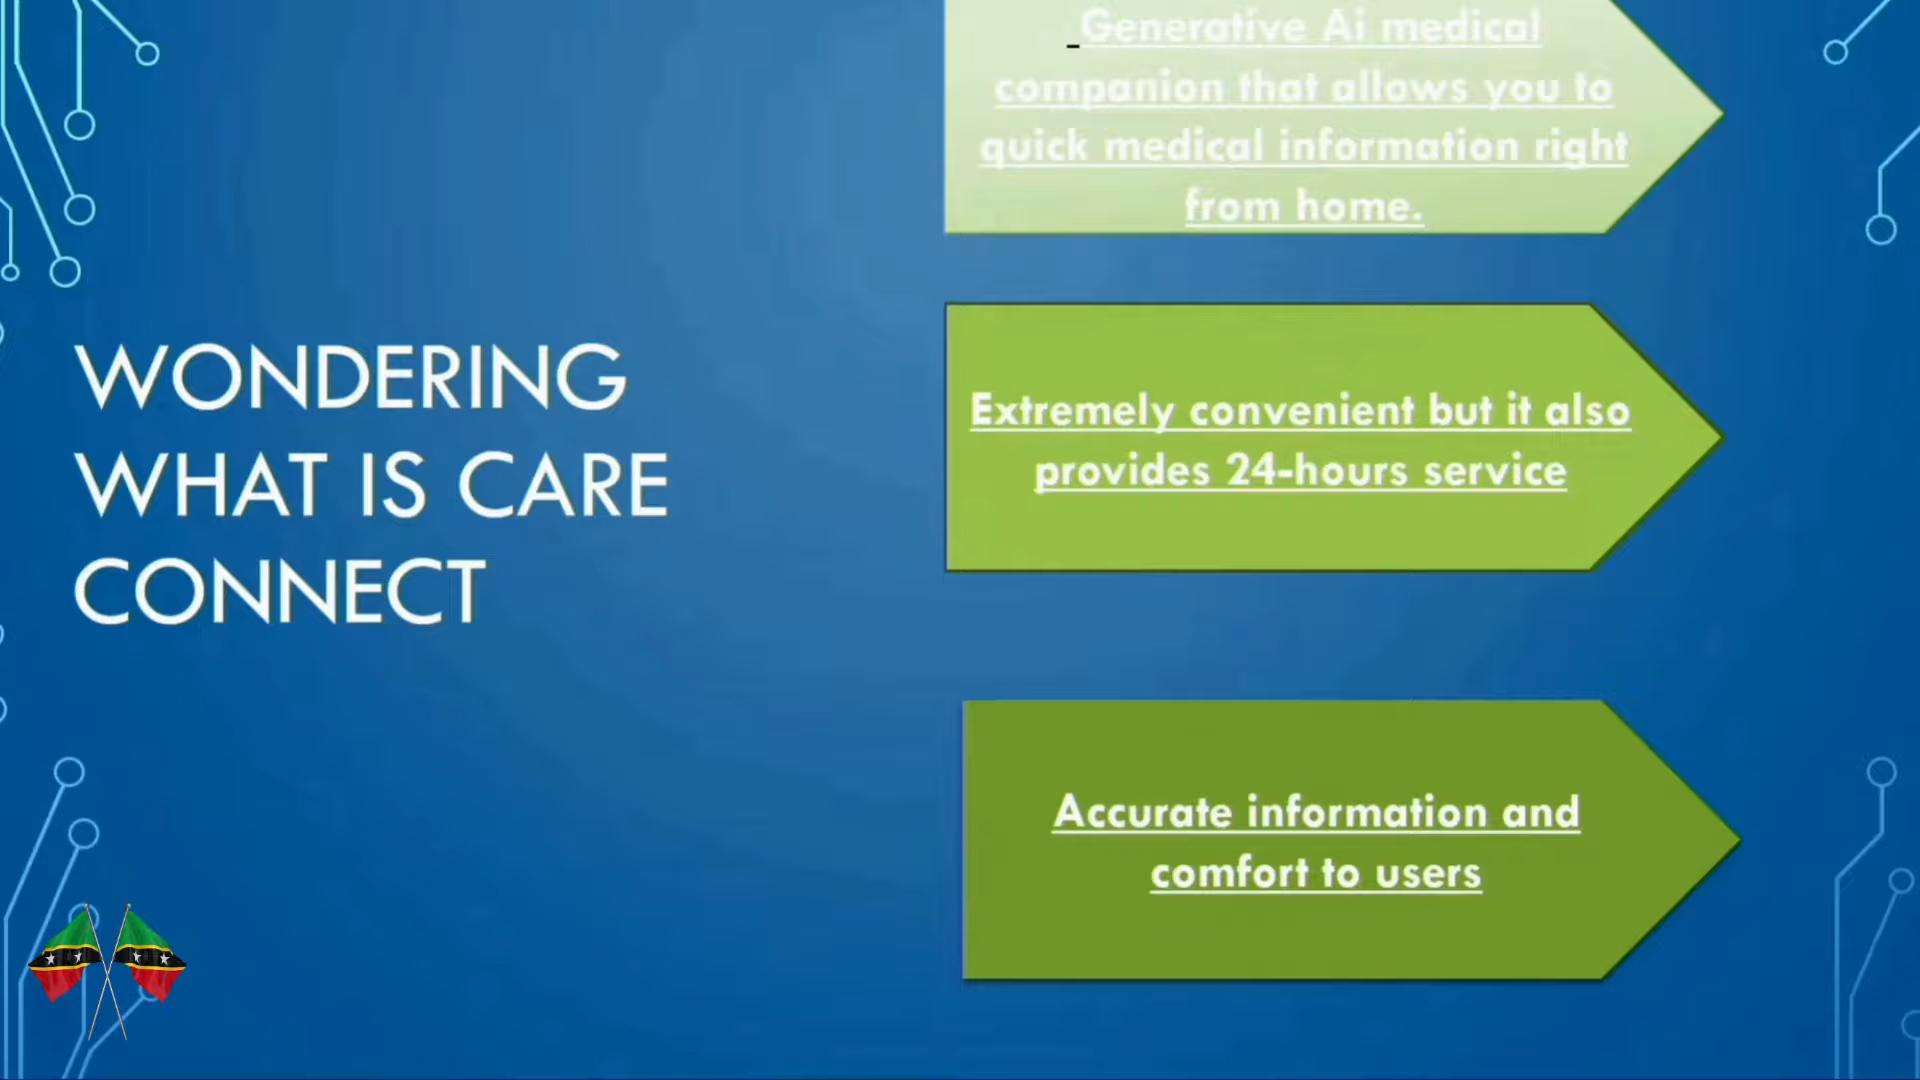 WONDERING
WHAT IS CARE
CONNECT
Generative Ai medical
companion that allows you to
quick medical information right
from home.
Extremely convenient but it also
provides 24-hours service
Accurate information and
comfort to users